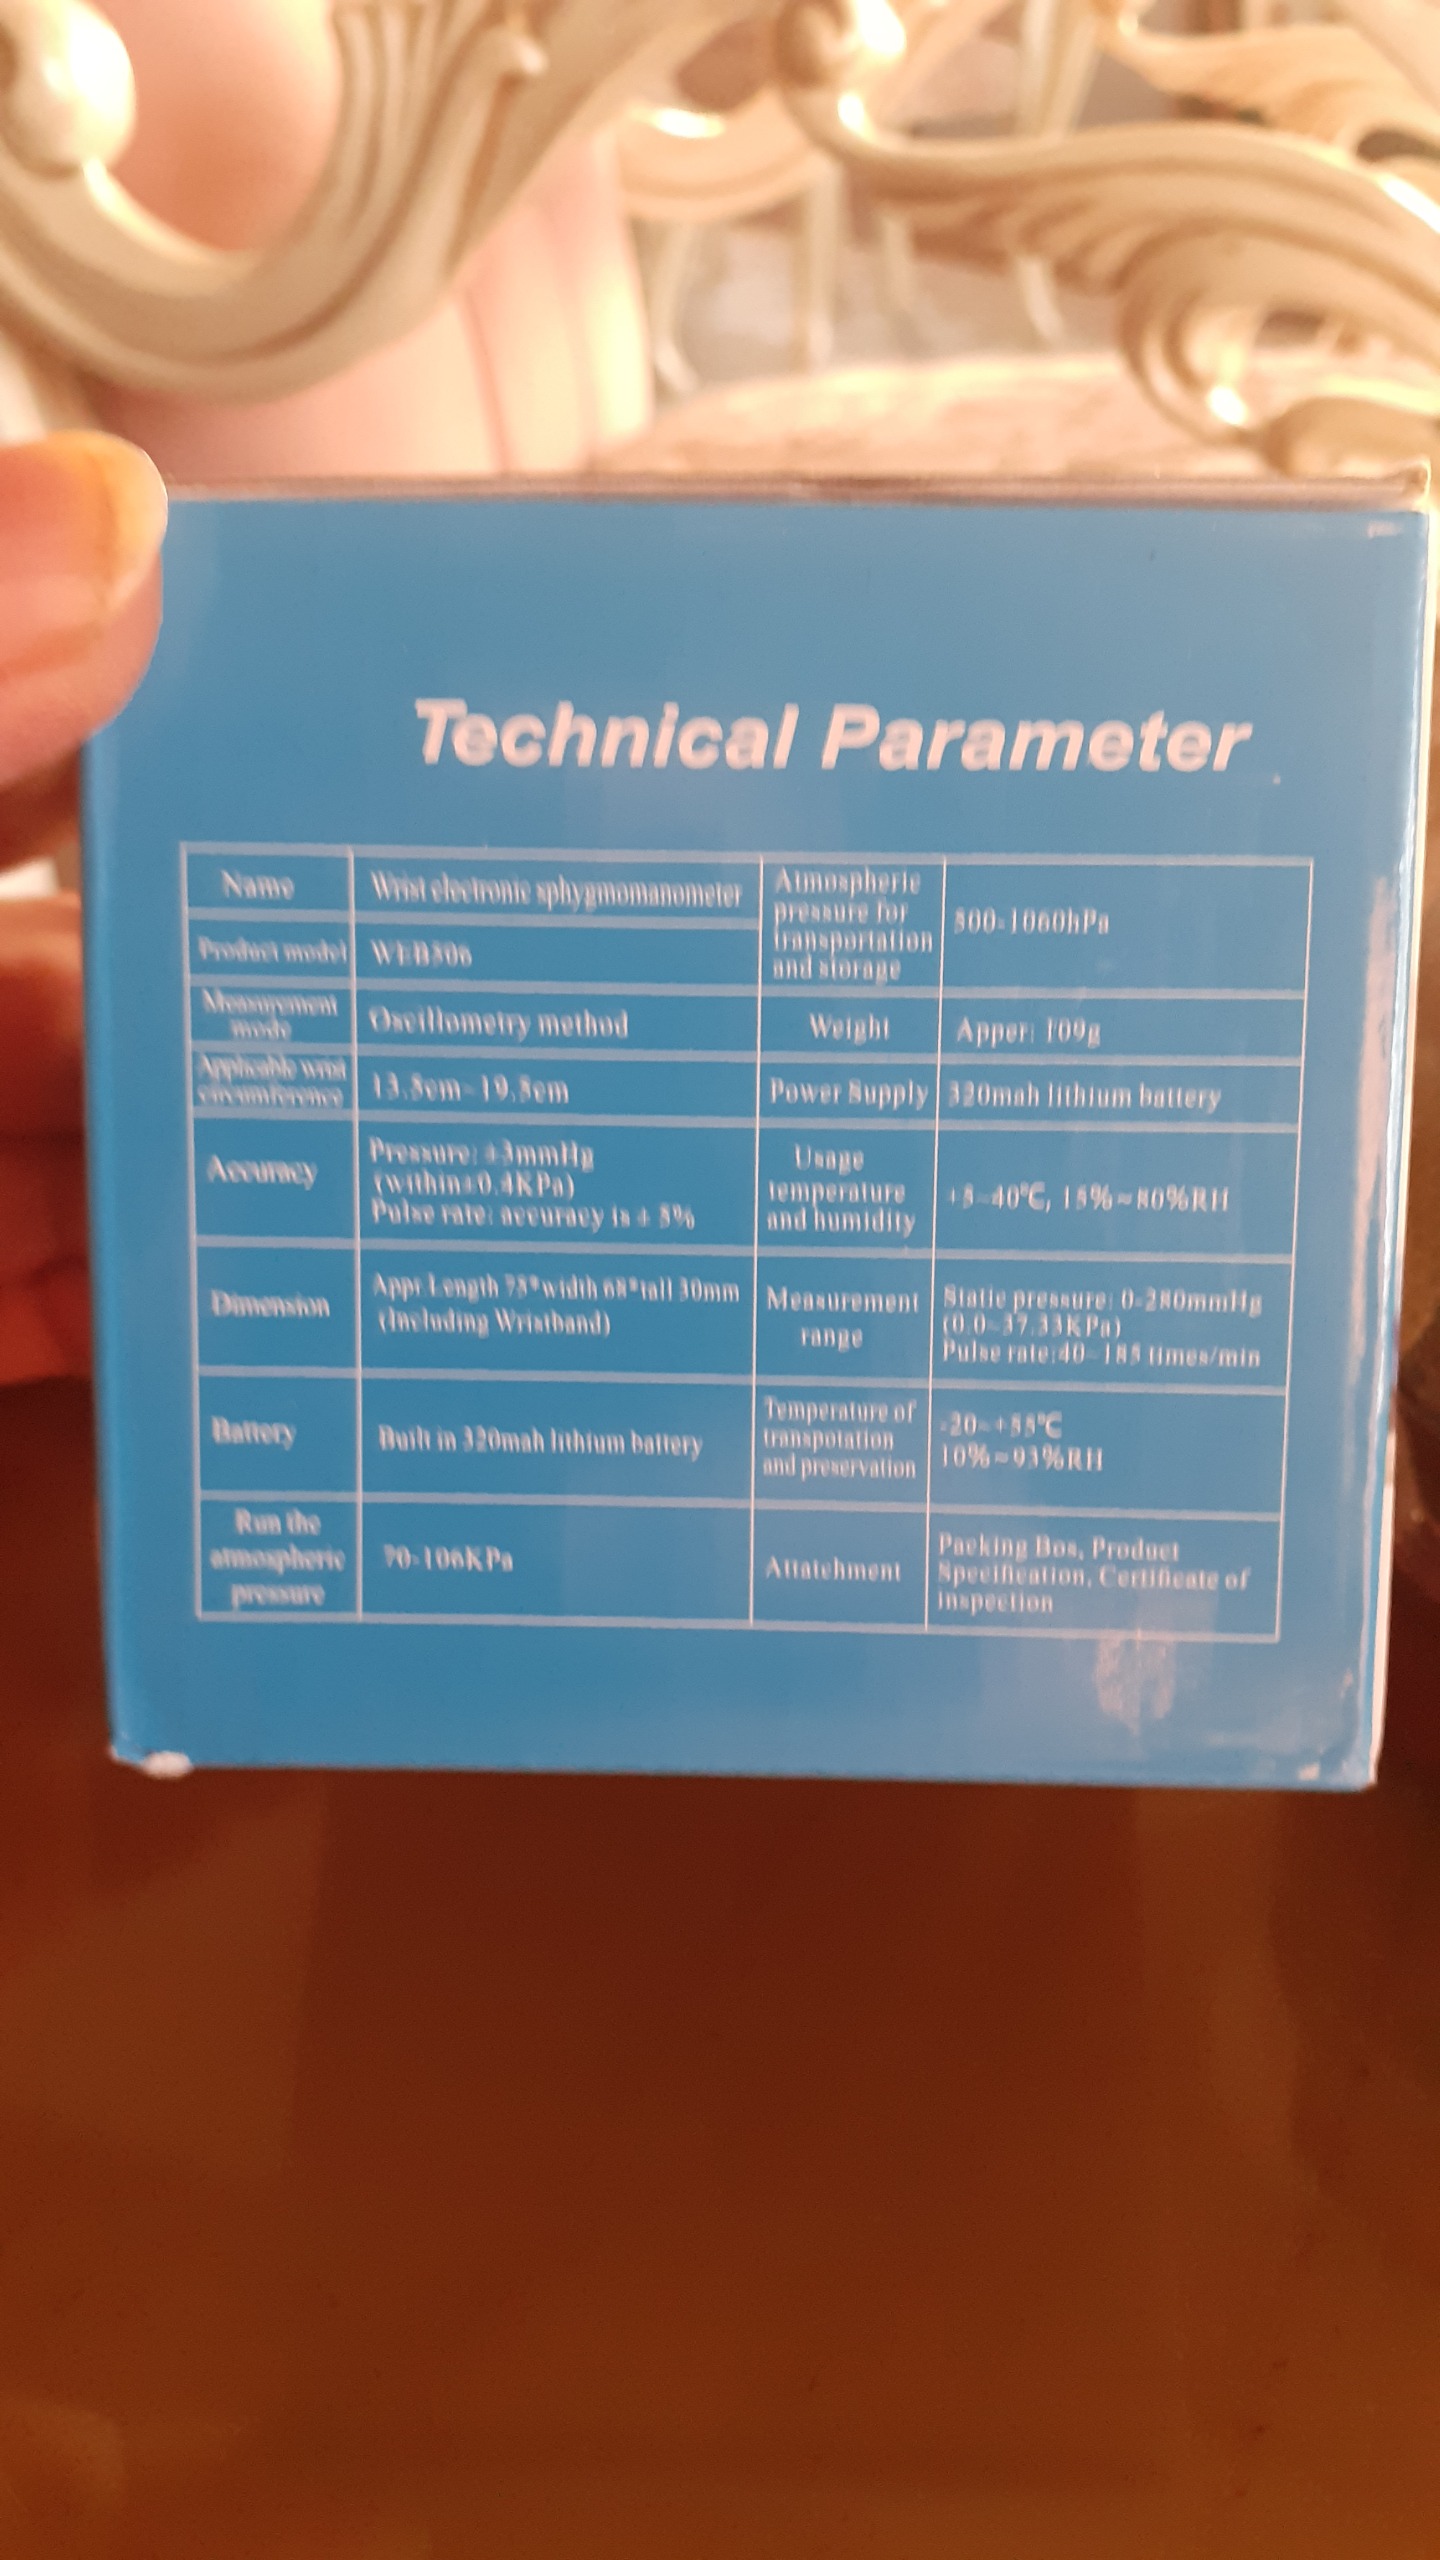 Technical Parameter
Name
Wrist electronic sphygmomanometer
Atmospheric
pressure for
transportation
and storage
500-1060hPa
Product model
WEB506
Measurement
mode
Oscillometry method
Weight
Apper: 109g
Applicable wrist
circumference
13.5cm~19.5cm
Power Supply
320mah lithium battery
Accuracy
Pressure: ±3mmHg
(within±0.4KPa)
Pulse rate: accuracy is ± 5%
Usage
temperature
and humidity
+5~40℃, 15%~80%RH
Dimension
Appr.Length 75*width 68*tall 30mm
(Including Wristband)
Measurement
range
Static pressure: 0-280mmHg
(0.0~37.33KPa)
Pulse rate:40~185 times/min
Battery
Built in 320mah lithium battery
Temperature of
transpotation
and preservation
-20~+55℃
10%~93%RH
Run the
atmospheric
pressure
70-106KPa
Attatchment
Packing Box, Product
Specification, Certificate of
inspection